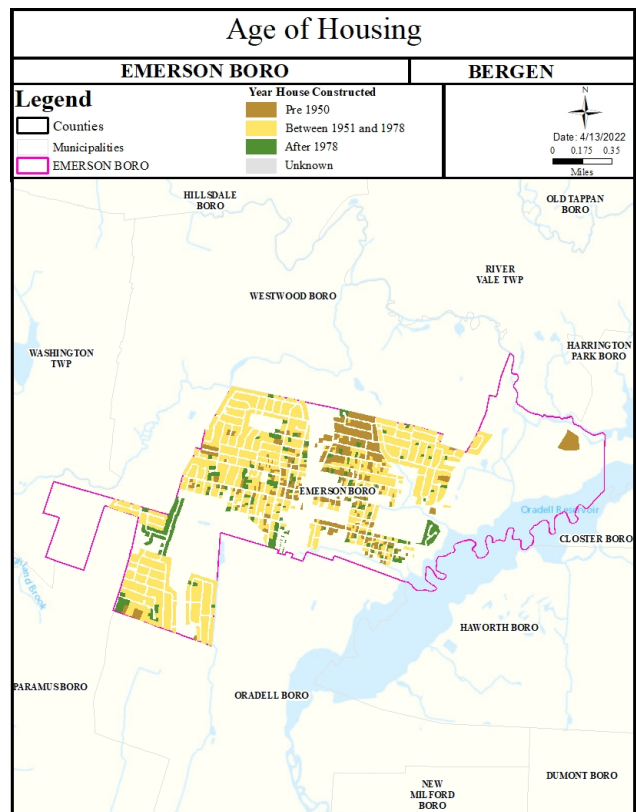 Age of Housing
EMERSON BORO
BERGEN
Legend
Counties
Municipalities
EMERSON BORO
Year House Constructed
Pre 1950
Between 1951 and 1978
After 1978
Unknown
N
Date: 4/13/2022
0 0.175 0.35
Miles
HILLSDALE
BORO
OLD TAPPAN
BORO
RIVER
VALE TWP
WESTWOOD BORO
WASHINGTON
TWP
HARRINGTON
PARK BORO
EMERSON BORO
Oradell Reservoir
CLOSTER BORO
Brook
HAWORTH BORO
PARAMUS BORO
ORADELL BORO
DUMONT BORO
NEW
MILFORD
BORO